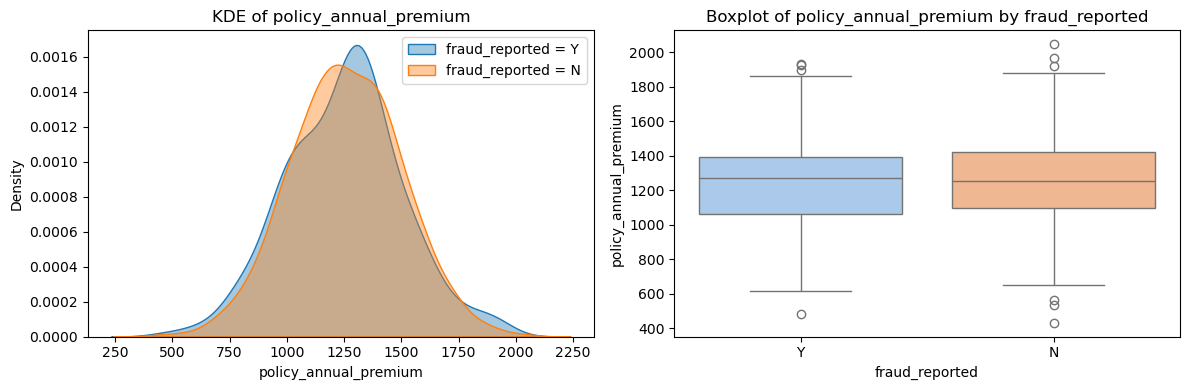 KDE of policy_annual_premium
fraud_reported = Y
fraud_reported = N
0.0016
0.0014
0.0012
0.0010
0.0008
0.0006
0.0004
0.0002
0.0000
Density
250 500 750 1000 1250 1500 1750 2000 2250
policy_annual_premium
Boxplot of policy_annual_premium by fraud_reported
2000
1800
1600
1400
1200
1000
800
600
400
policy_annual_premium
Y N
fraud_reported